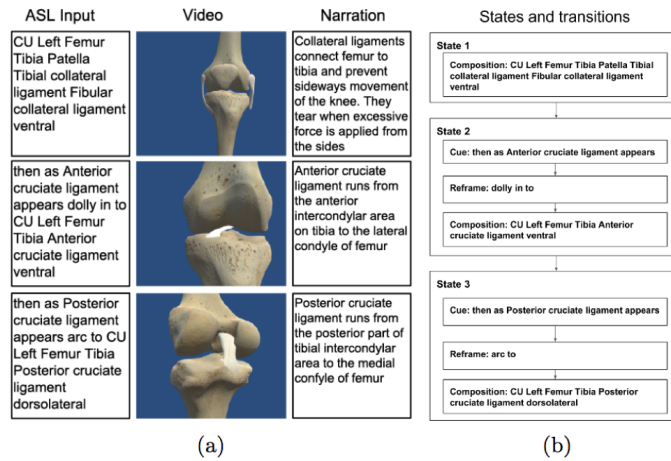 ASL Input
Video
Narration
States and transitions
CU Left Femur
Tibia Patella
Tibial collateral
ligament Fibular
collateral ligament
ventral
Collateral ligaments
connect femur to
tibia and prevent
sideways movement
of the knee. They
tear when excessive
force is applied from
the sides
then as Anterior
cruciate ligament
appears dolly in to
CU Left Femur
Tibia Anterior
cruciate ligament
ventral
Anterior cruciate
ligament runs from
the anterior
intercondylar area
on tibia to the lateral
condyle of femur
then as Posterior
cruciate ligament
appears arc to CU
Left Femur Tibia
Posterior cruciate
ligament
dorsolateral
Posterior cruciate
ligament runs from
the posterior part of
tibial intercondylar
area to the medial
confyle of femur
(a)
State 1
Composition: CU Left Femur Tibia Patella Tibial
collateral ligament Fibular collateral ligament
ventral
State 2
Cue: then as Anterior cruciate ligament appears
Reframe: dolly in to
Composition: CU Left Femur Tibia Anterior
cruciate ligament ventral
State 3
Cue: then as Posterior cruciate ligament appears
Reframe: arc to
Composition: CU Left Femur Tibia Posterior
cruciate ligament dorsolateral
(b)